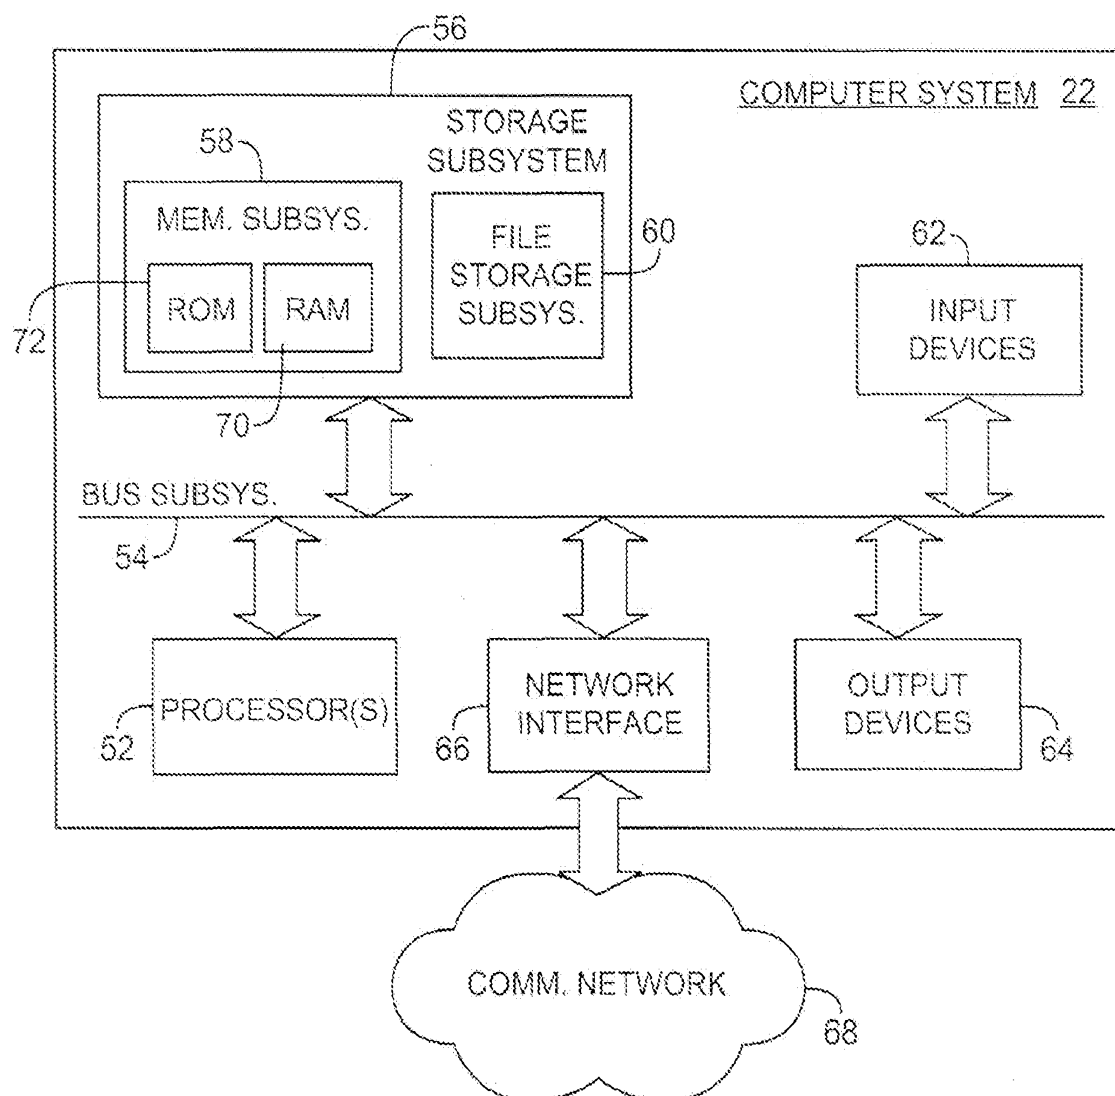 56
COMPUTER SYSTEM 22
STORAGE
SUBSYSTEM
58
MEM. SUBSYS.
FILE
STORAGE
SUBSYS.
60
62
ROM
RAM
72
INPUT
DEVICES
70
BUS SUBSYS.
54
PROCESSOR(S)
NETWORK
INTERFACE
OUTPUT
DEVICES
52
66
64
COMM. NETWORK
68